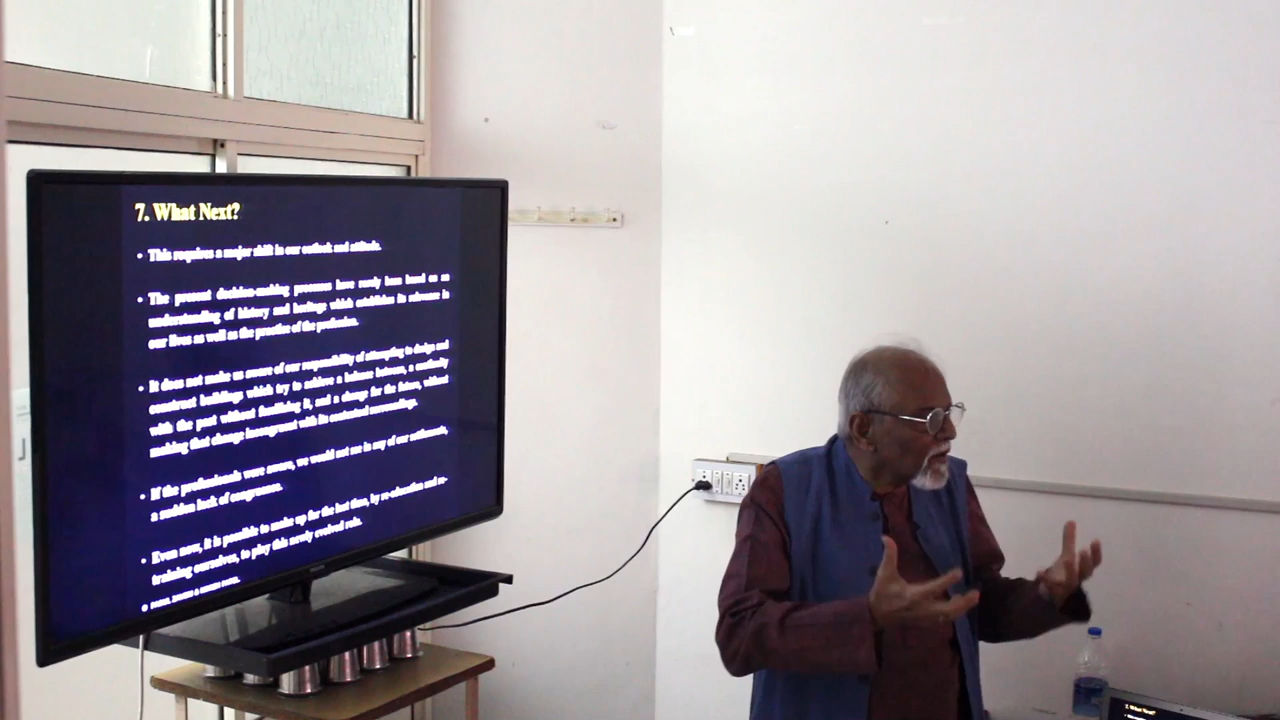 7. What Next?
• This requires a major shift in our outlook and attitude.
• The present decision-making processes have rarely been based on an
understanding of history and heritage which establishes its relevance in
our lives as well as the practice of the profession.
• It does not make us aware of our responsibility of attempting to design and
construct buildings which try to achieve a balance between, a continuity
with the past without fossilising it, and a change for the future, without
making that change incongruent with its contextual surroundings.
• If the professionals were aware, we would not see in any of our settlements,
a sudden lack of congruence.
• Even now, it is possible to make up for the lost time, by re-education and re-
training ourselves, to play this newly evolved role.
7. What Next?